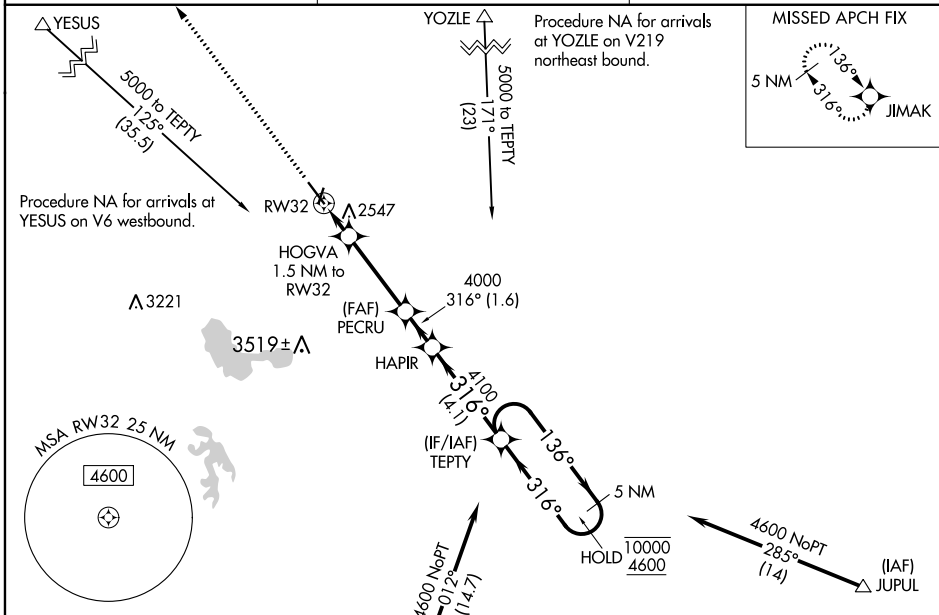 YESUS
5000 to TEPTY
125°
(35.5)
Procedure NA for arrivals at
YESUS on V6 westbound.
YOZLE
5000 to TEPTY
171°
(23)
Procedure NA for arrivals
at YOZLE on V219
northeast bound.
MISSED APCH FIX
136°
5 NM
316°
JIMAK
RW32
2547
HOGVA
1.5 NM to
RW32
4000
316° (1.6)
(FAF)
PECRU
HAPIR
3221
3519±
4100
316°
(4.1)
(IF/IAF)
TEPTY
136°
316°
5 NM
HOLD
10000
4600
MSA RW32 25 NM
4600
4600 NoPT
012°
(14.7)
4600 NoPT
285°
(14)
(IAF)
JUPUL